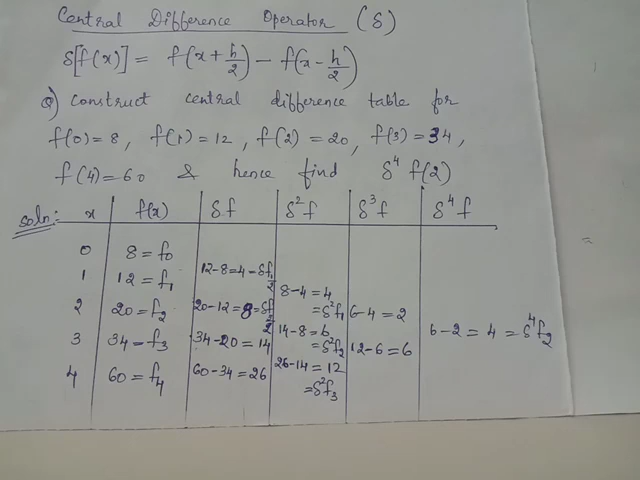 Central Difference Operator (δ)
δ[f(x)] = f(x + h/2) - f(x - h/2)
Q) Construct central difference table for
f(0) = 8, f(1) = 12, f(2) = 20, f(3) = 34,
f(4) = 60 & hence find δ⁴ f(2)
soln:- x f(x) δf δ²f δ³f δ⁴f
0 8 = f₀
1 12 = f₁ 12-8 = 4 = δf₁/₂
8-4 = 4 = δ²f₁
2 20 = f₂ 20-12 = 8 = δf₃/₂ 6-4 = 2
14-8 = 6 = δ²f₂ 6-2 = 4 = δ⁴f₂
3 34 = f₃ 34-20 = 14 12-6 = 6
4 60 = f₄ 60-34 = 26 26-14 = 12 = δ²f₃